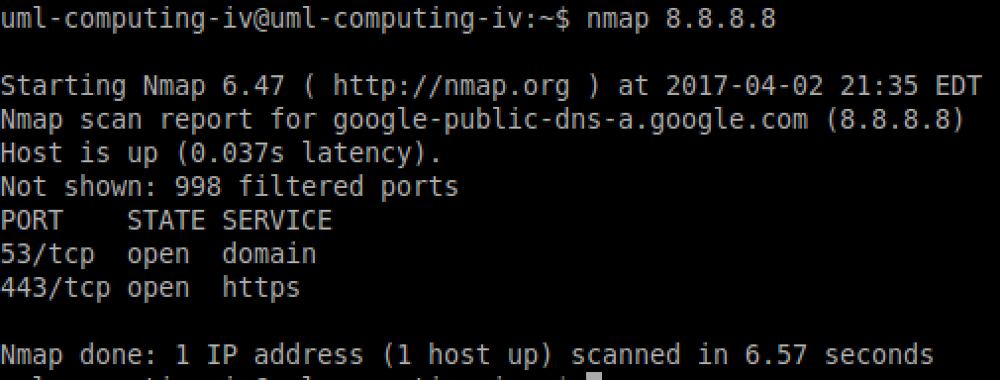 uml-computing-iv@uml-computing-iv:~$ nmap 8.8.8.8
Starting Nmap 6.47 ( http://nmap.org ) at 2017-04-02 21:35 EDT
Nmap scan report for google-public-dns-a.google.com (8.8.8.8)
Host is up (0.037s latency).
Not shown: 998 filtered ports
PORT    STATE SERVICE
53/tcp  open  domain
443/tcp open  https
Nmap done: 1 IP address (1 host up) scanned in 6.57 seconds